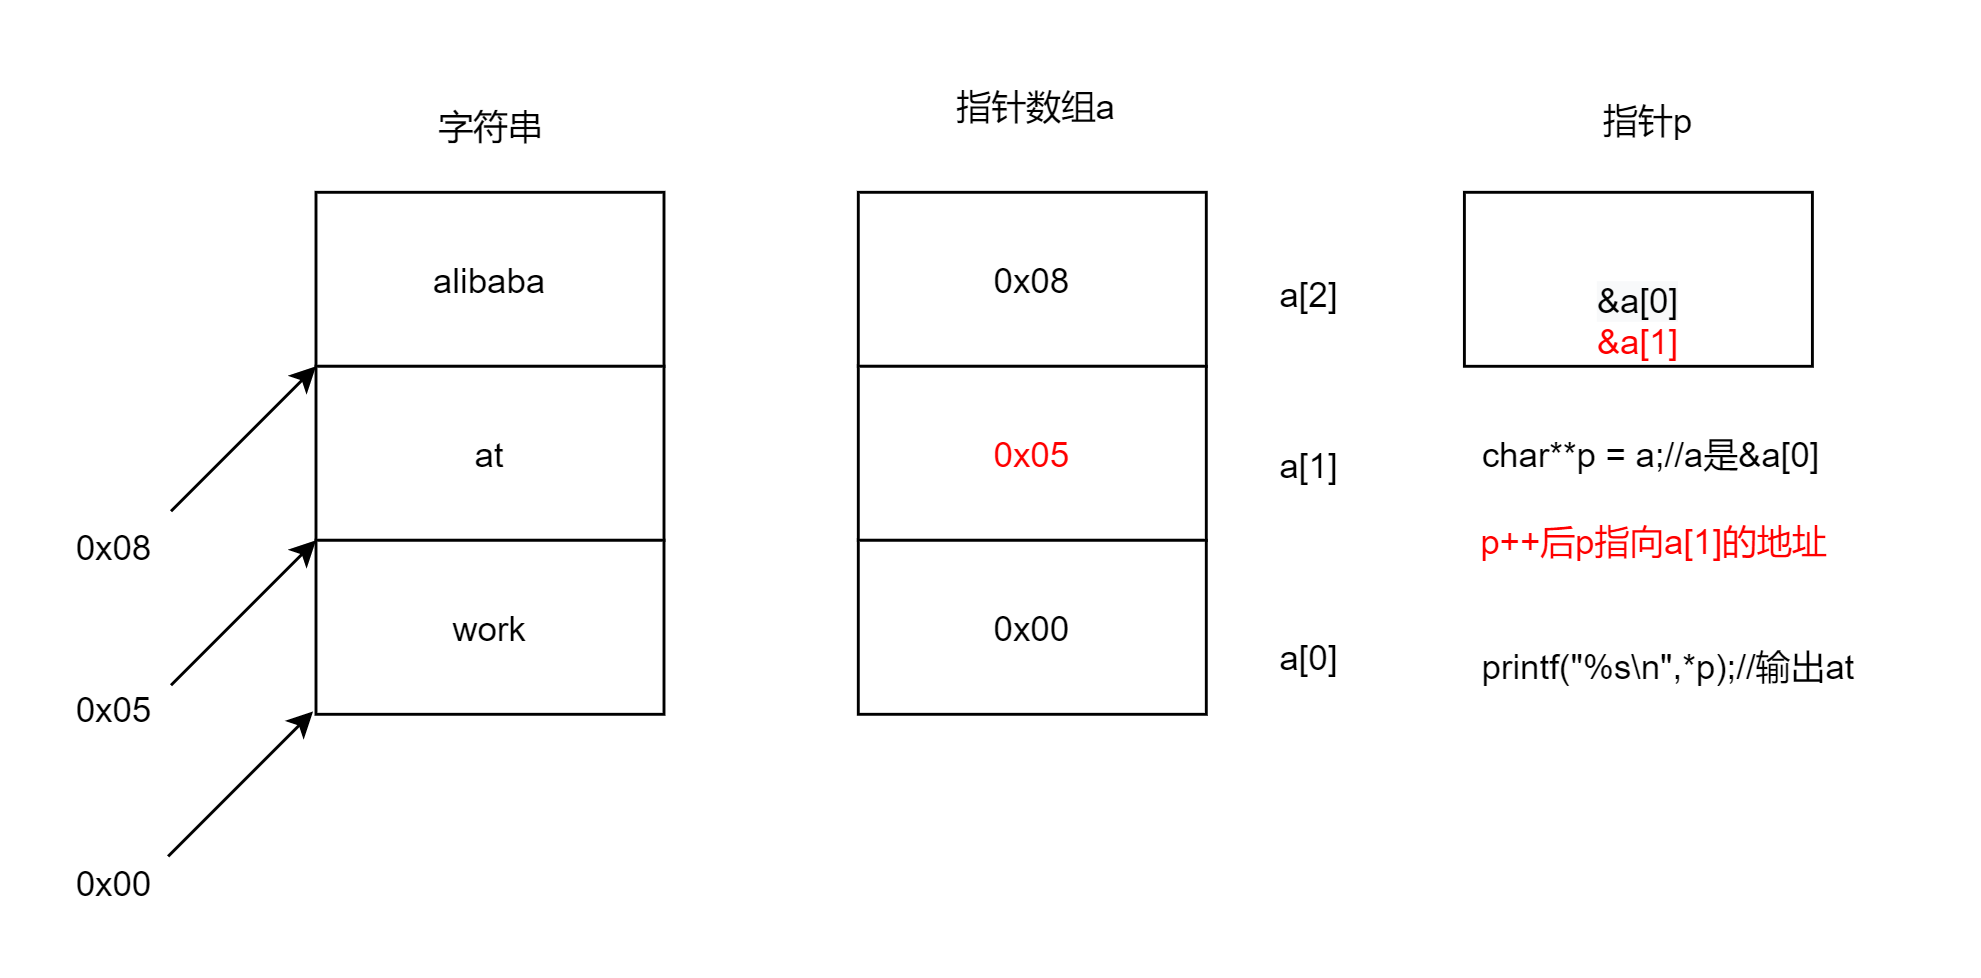 字符串
alibaba
at
work
0x08
0x05
0x00
指针数组a
0x08
0x05
0x00
a[2]
a[1]
a[0]
指针p
&a[0]
&a[1]
char**p = a;//a是&a[0]
p++后p指向a[1]的地址
printf("%s\n",*p);//输出at